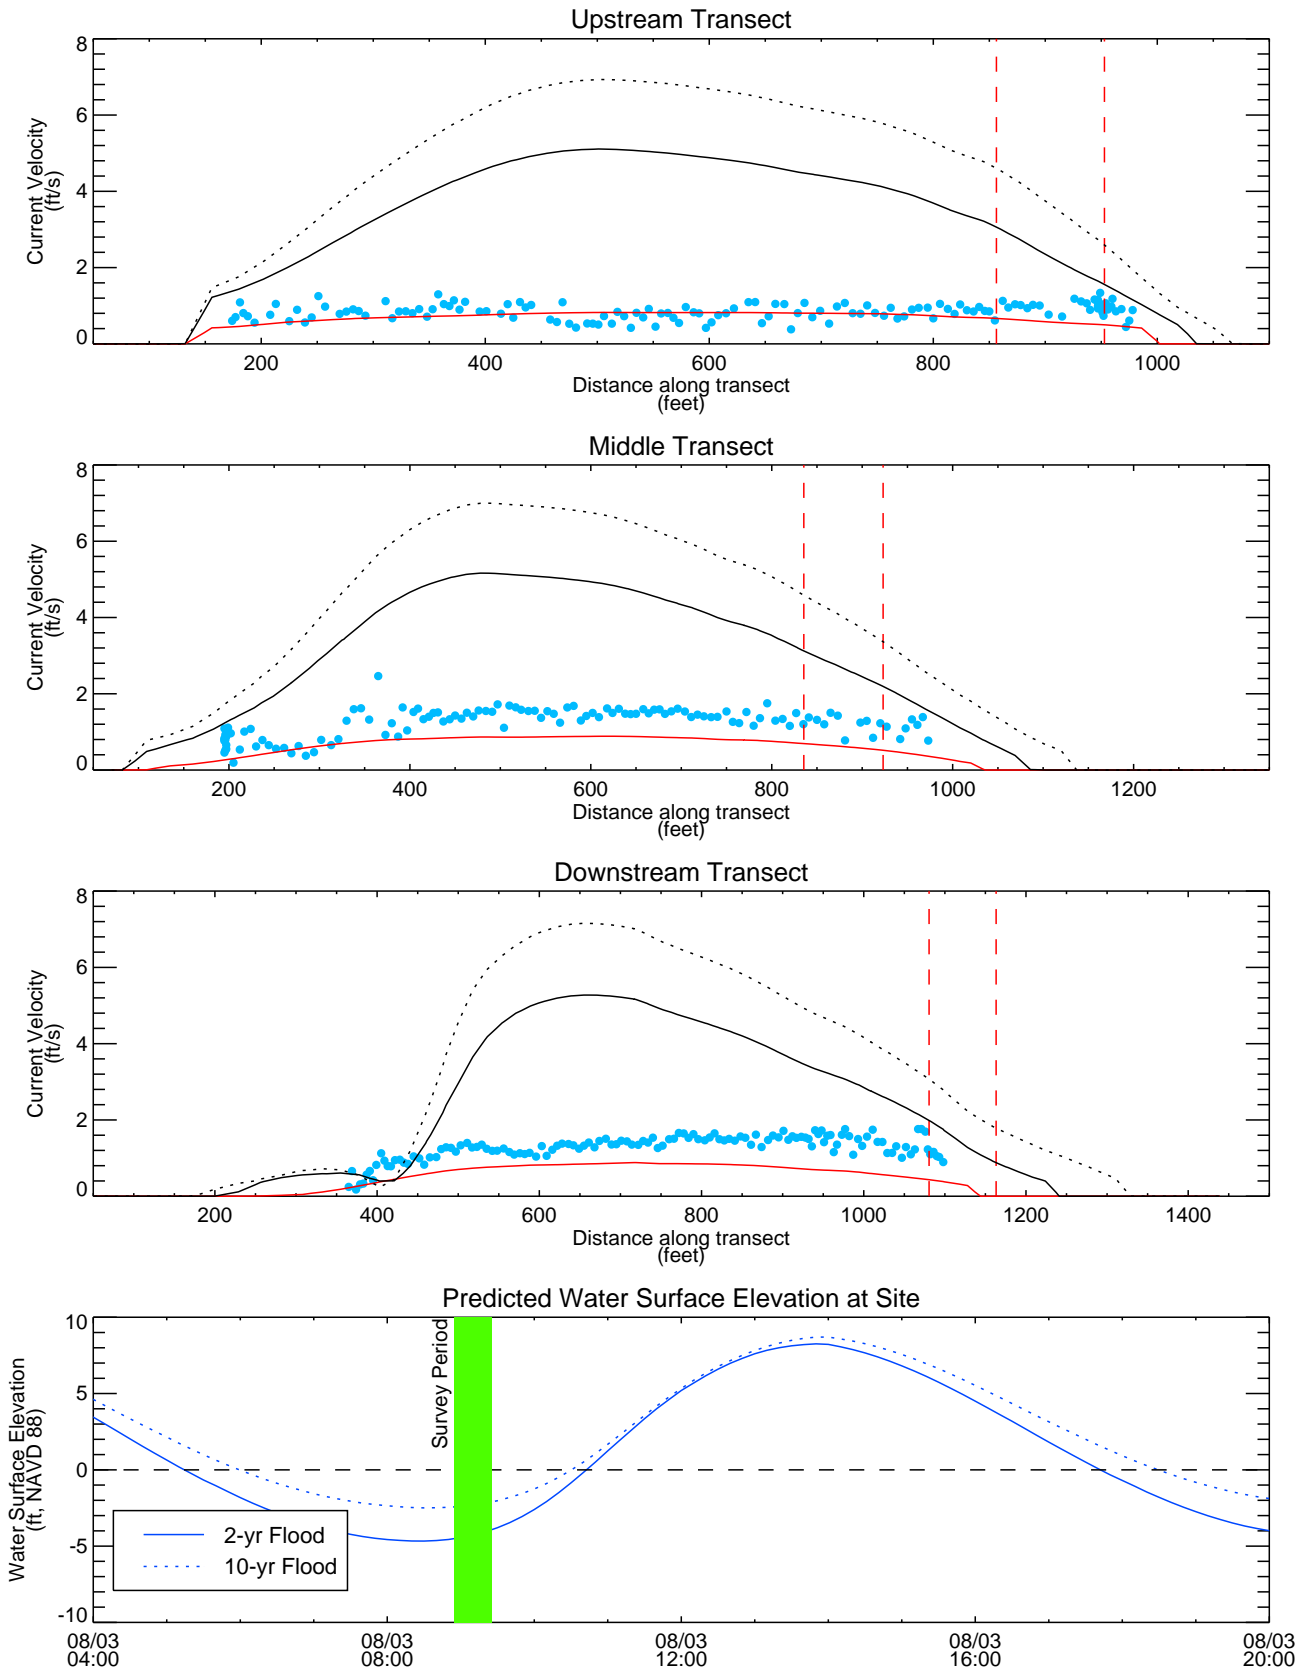 Upstream Transect
8
6
4
2
0
Current Velocity
(ft/s)
200 400 600 800 1000
Distance along transect
(feet)
Middle Transect
8
6
4
2
0
Current Velocity
(ft/s)
200 400 600 800 1000 1200
Distance along transect
(feet)
Downstream Transect
8
6
4
2
0
Current Velocity
(ft/s)
200 400 600 800 1000 1200 1400
Distance along transect
(feet)
Predicted Water Surface Elevation at Site
10
5
0
-5
-10
Water Surface Elevation
(ft, NAVD 88)
Survey Period
2-yr Flood
10-yr Flood
08/03 08/03 08/03 08/03 08/03
04:00 08:00 12:00 16:00 20:00